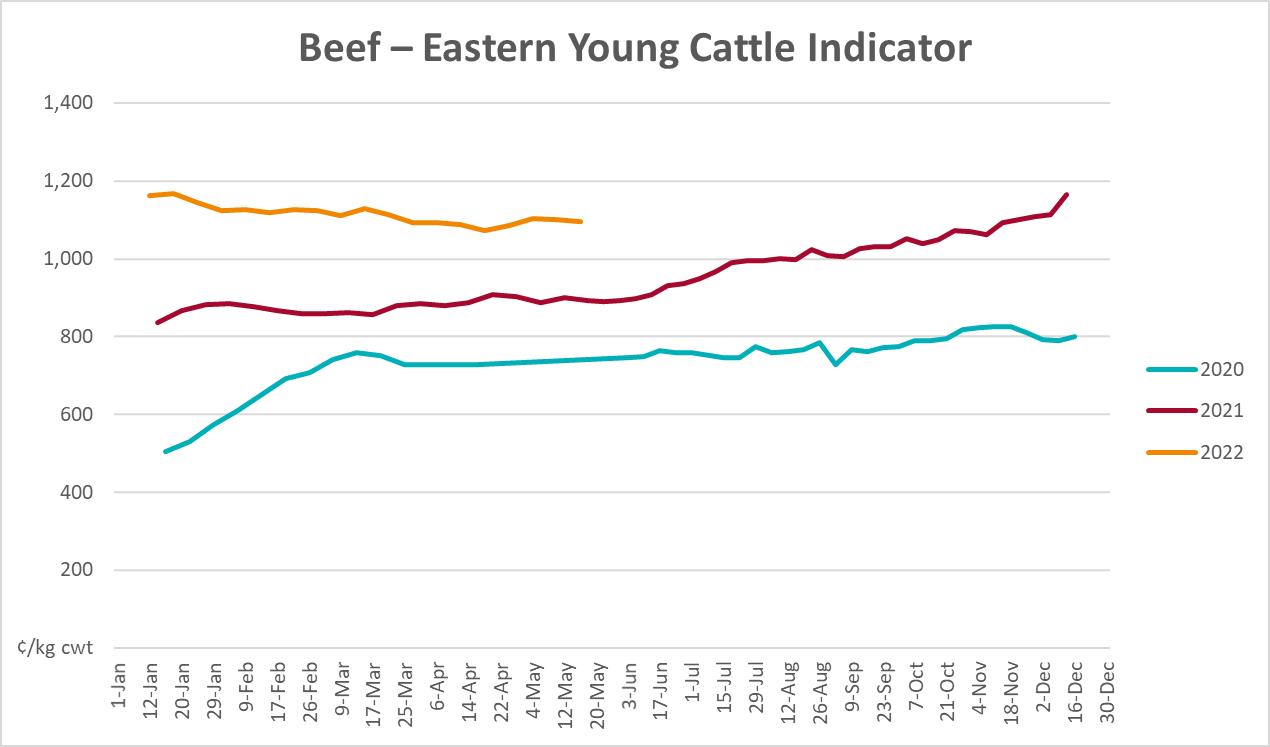 Beef – Eastern Young Cattle Indicator
1,400
1,200
1,000
800
600
400
200
¢/kg cwt
1-Jan
12-Jan
20-Jan
29-Jan
9-Feb
17-Feb
26-Feb
9-Mar
17-Mar
25-Mar
6-Apr
14-Apr
22-Apr
4-May
12-May
20-May
3-Jun
17-Jun
1-Jul
15-Jul
29-Jul
12-Aug
26-Aug
9-Sep
23-Sep
7-Oct
21-Oct
4-Nov
18-Nov
2-Dec
16-Dec
30-Dec
2020
2021
2022